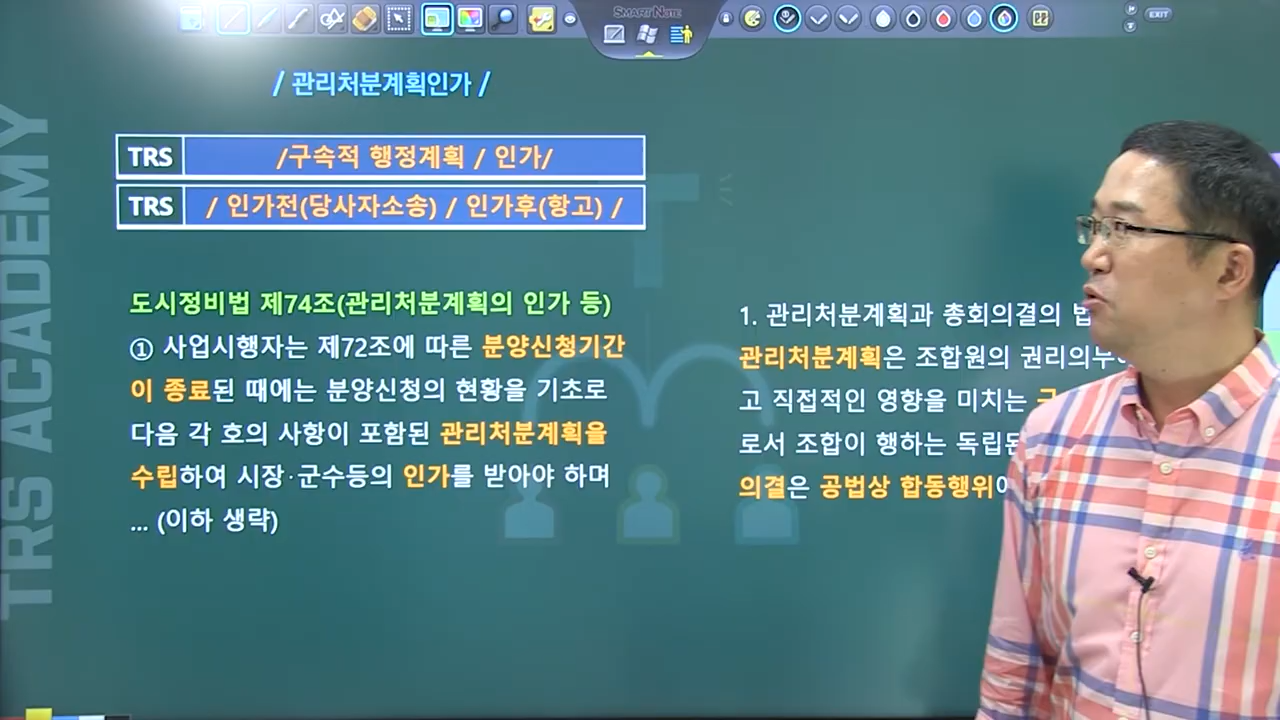 SMART NOTE
EXIT
/ 관리처분계획인가 /
TRS /구속적 행정계획 / 인가/
TRS / 인가전(당사자소송) / 인가후(항고) /
도시정비법 제74조(관리처분계획의 인가 등)
① 사업시행자는 제72조에 따른 분양신청기간
이 종료된 때에는 분양신청의 현황을 기초로
다음 각 호의 사항이 포함된 관리처분계획을
수립하여 시장·군수등의 인가를 받아야 하며
... (이하 생략)
1. 관리처분계획과 총회의결의
관리처분계획은 조합원의 권리의무
고 직접적인 영향을 미치는
로서 조합이 행하는 독립된
의결은 공법상 합동행위
TRS ACADEMY